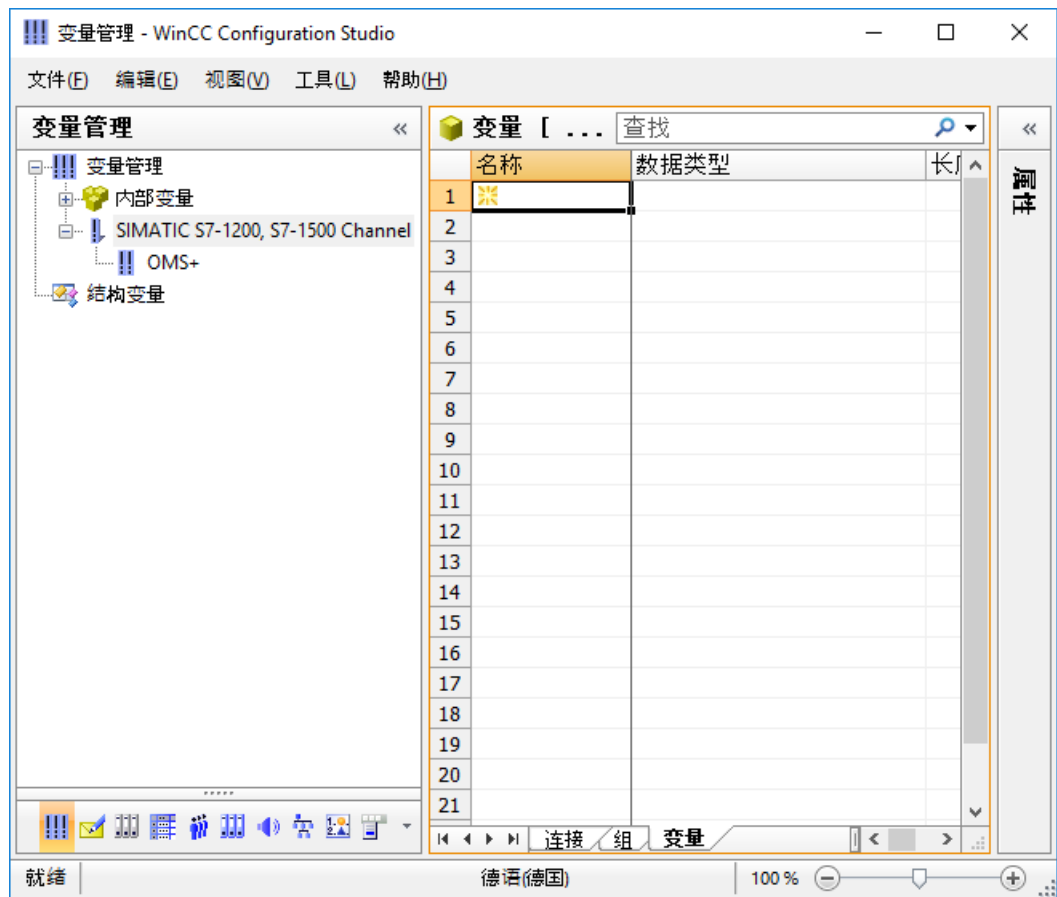 变量管理 - WinCC Configuration Studio
文件(F) 编辑(E) 视图(V) 工具(L) 帮助(H)
变量管理 «
变量管理
内部变量
SIMATIC S7-1200, S7-1500 Channel
OMS+
结构变量
变量 [ ... 查找
名称 数据类型
1
2
3
4
5
6
7
8
9
10
11
12
13
14
15
16
17
18
19
20
21
连接 组 变量
« 
属性
就绪 德语(德国) 100 %